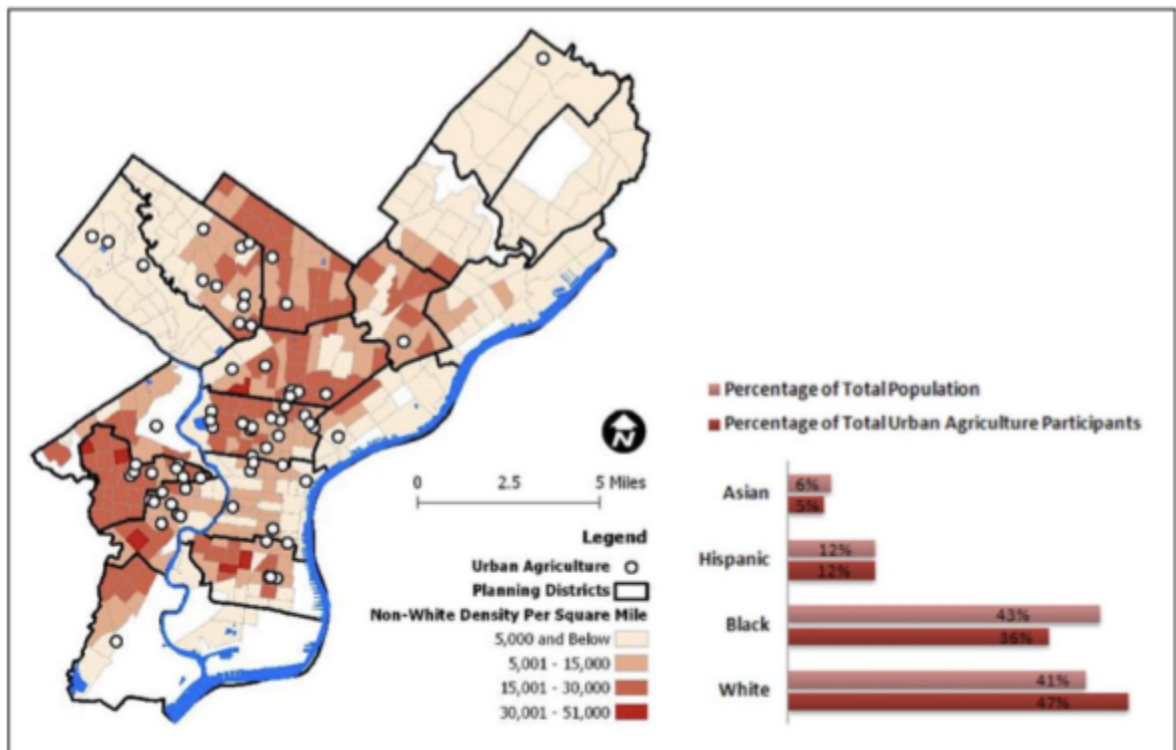 Percentage of Total Population
Percentage of Total Urban Agriculture Participants
N
0 2.5 5 Miles
Legend
Urban Agriculture
Planning Districts
Non-White Density Per Square Mile
5,000 and Below
5,001 - 15,000
15,001 - 30,000
30,001 - 51,000
Asian
6%
5%
Hispanic
12%
12%
Black
43%
36%
White
41%
47%